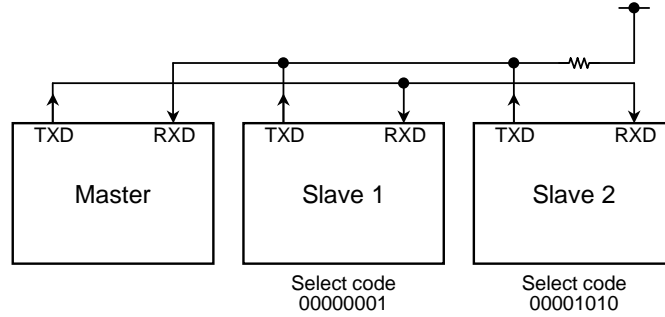 TXD RXD TXD RXD TXD RXD
Master Slave 1 Slave 2
Select code Select code
00000001 00001010